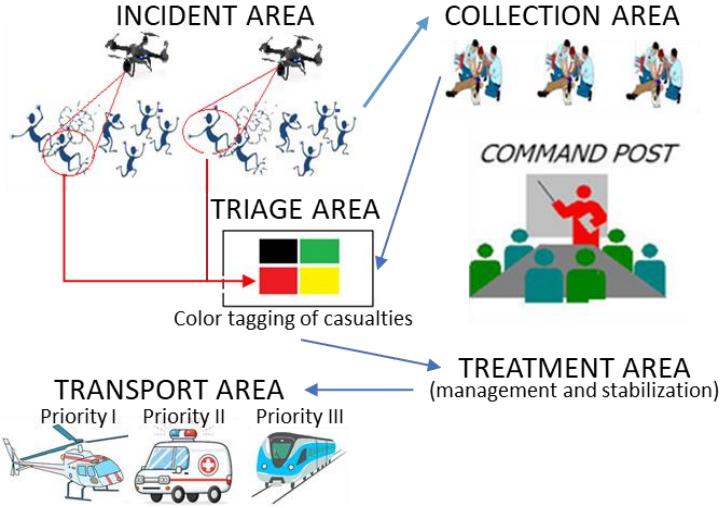 INCIDENT AREA
COLLECTION AREA
COMMAND POST
TRIAGE AREA
Color tagging of casualties
TREATMENT AREA
(management and stabilization)
TRANSPORT AREA
Priority I
Priority II
Priority III